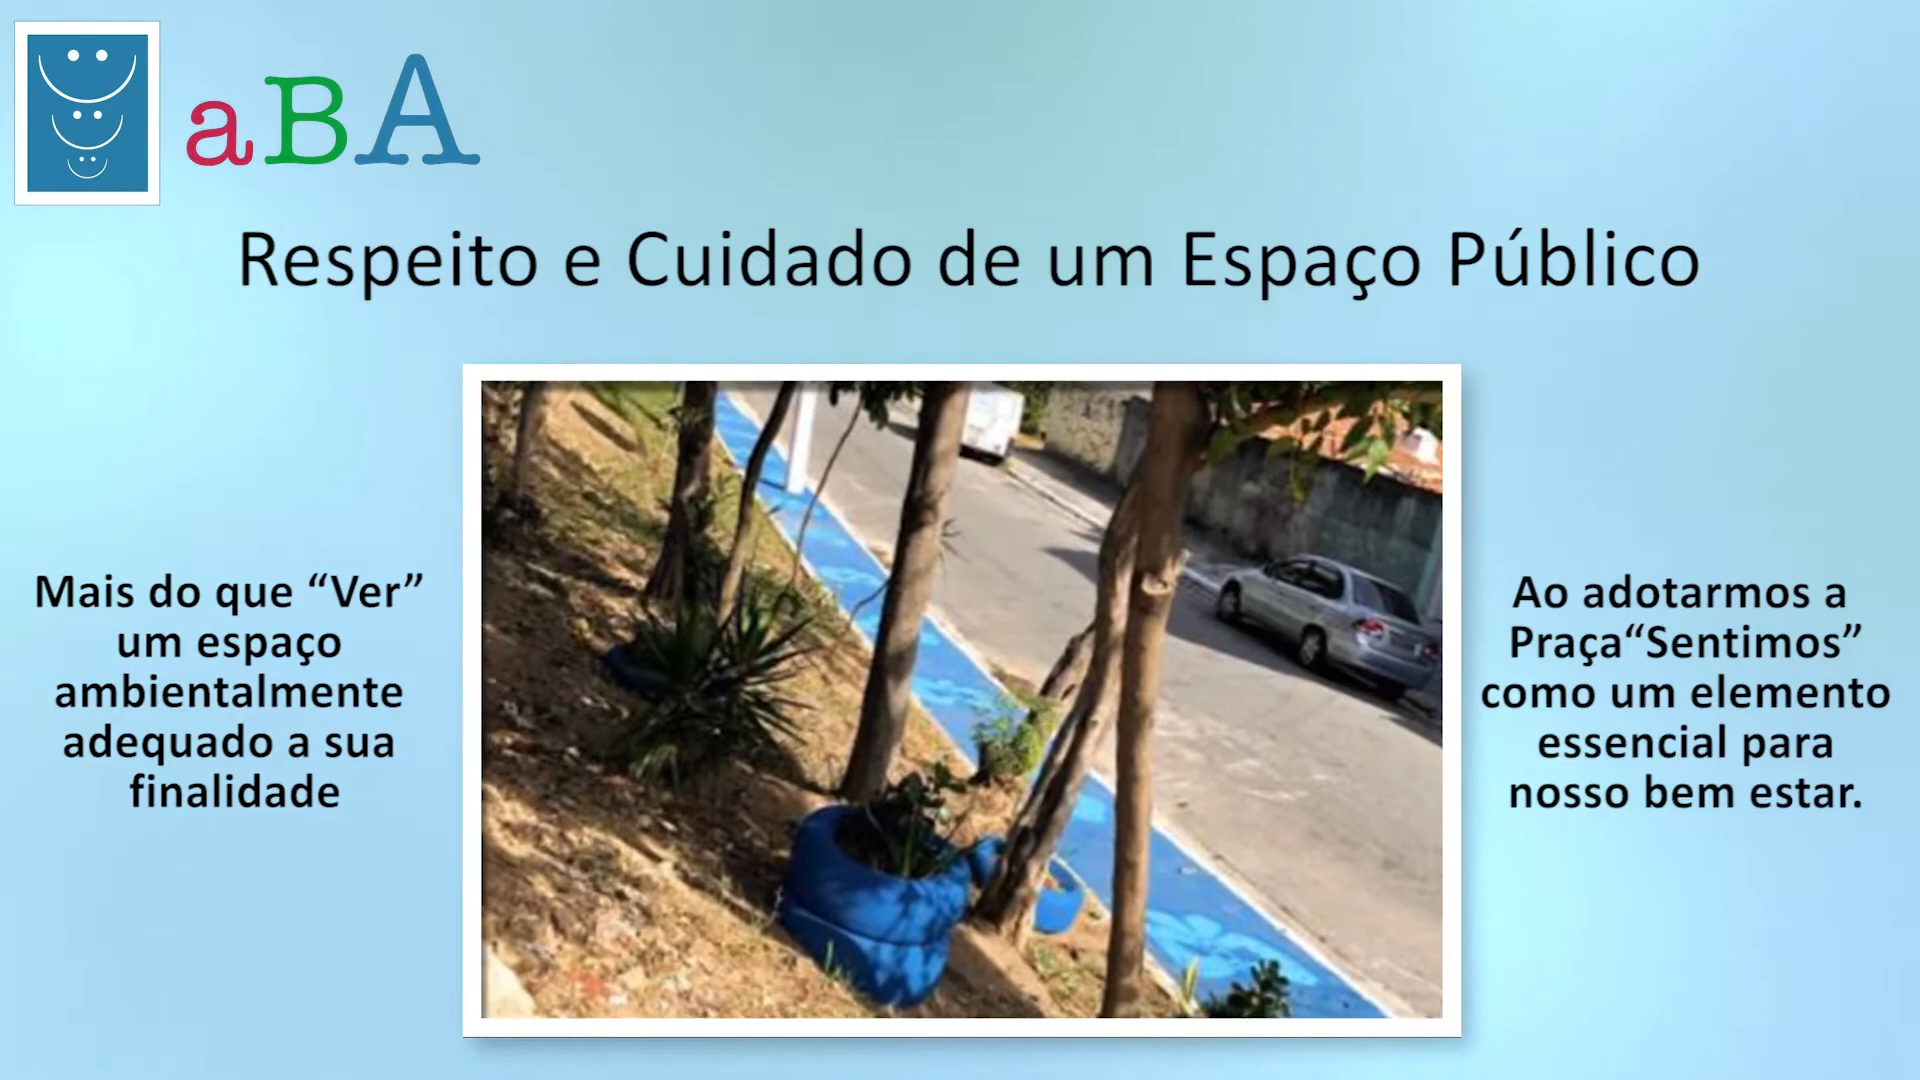 aBA
Respeito e Cuidado de um Espaço Público
Mais do que “Ver”
um espaço
ambientalmente
adequado a sua
finalidade
Ao adotarmos a
Praça“Sentimos”
como um elemento
essencial para
nosso bem estar.